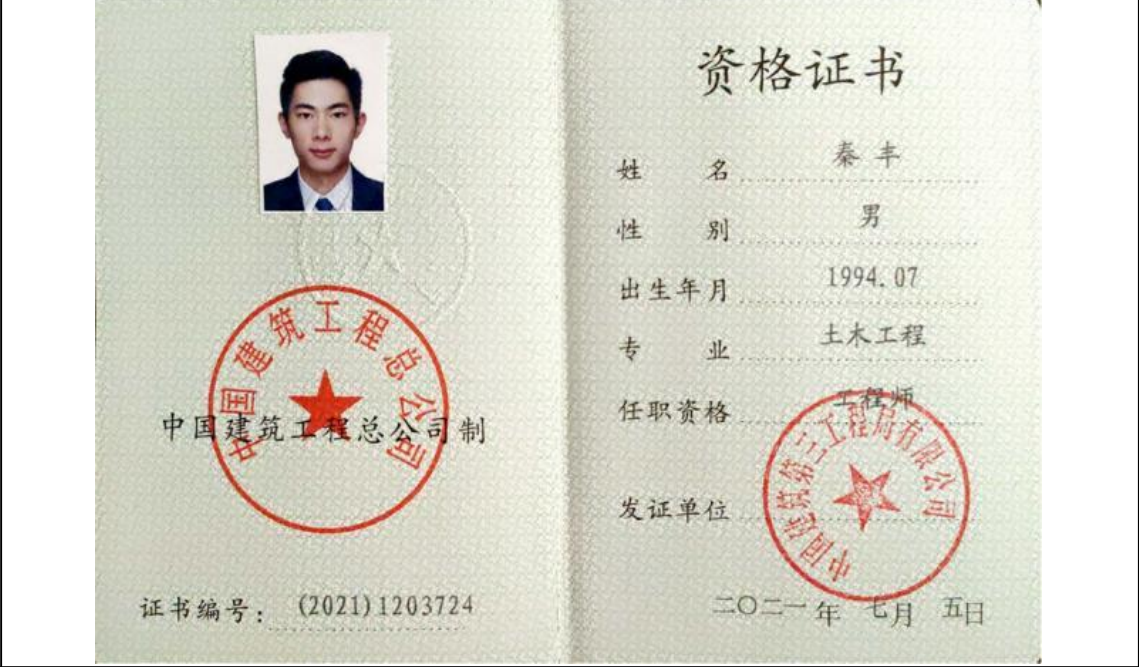 中国建筑工程总公司
中国建筑工程总公司制
证书编号：(2021)1203724
资格证书
姓名 秦丰
性别 男
出生年月 1994.07
专业 土木工程
任职资格 工程师
发证单位
中国建筑第三工程局有限公司
二〇二一年七月五日